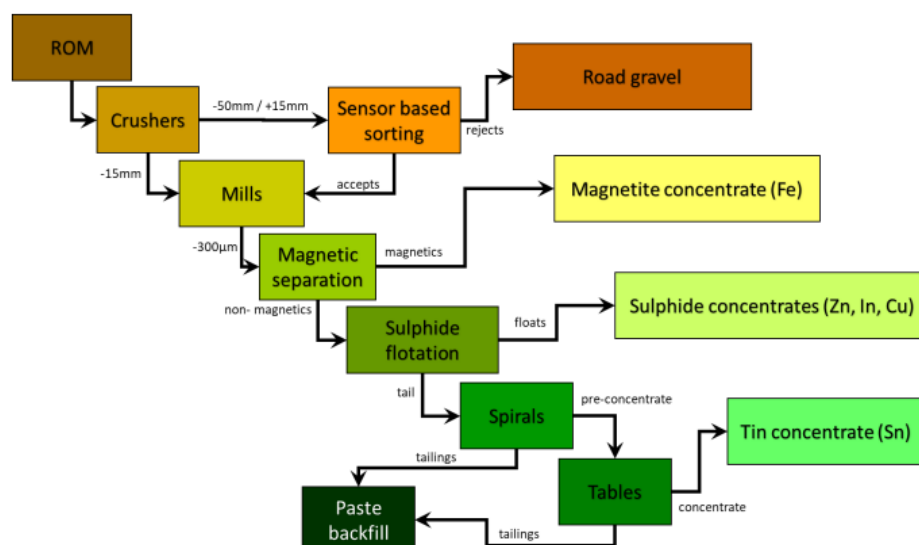 ROM
Road gravel
Crushers
-50mm / +15mm
Sensor based
sorting
rejects
-15mm
Mills
accepts
Magnetite concentrate (Fe)
-300µm
Magnetic
separation
magnetics
non- magnetics
Sulphide concentrates (Zn, In, Cu)
Sulphide
flotation
floats
tail
Spirals
pre-concentrate
Tin concentrate (Sn)
tailings
Tables
concentrate
Paste
backfill
tailings